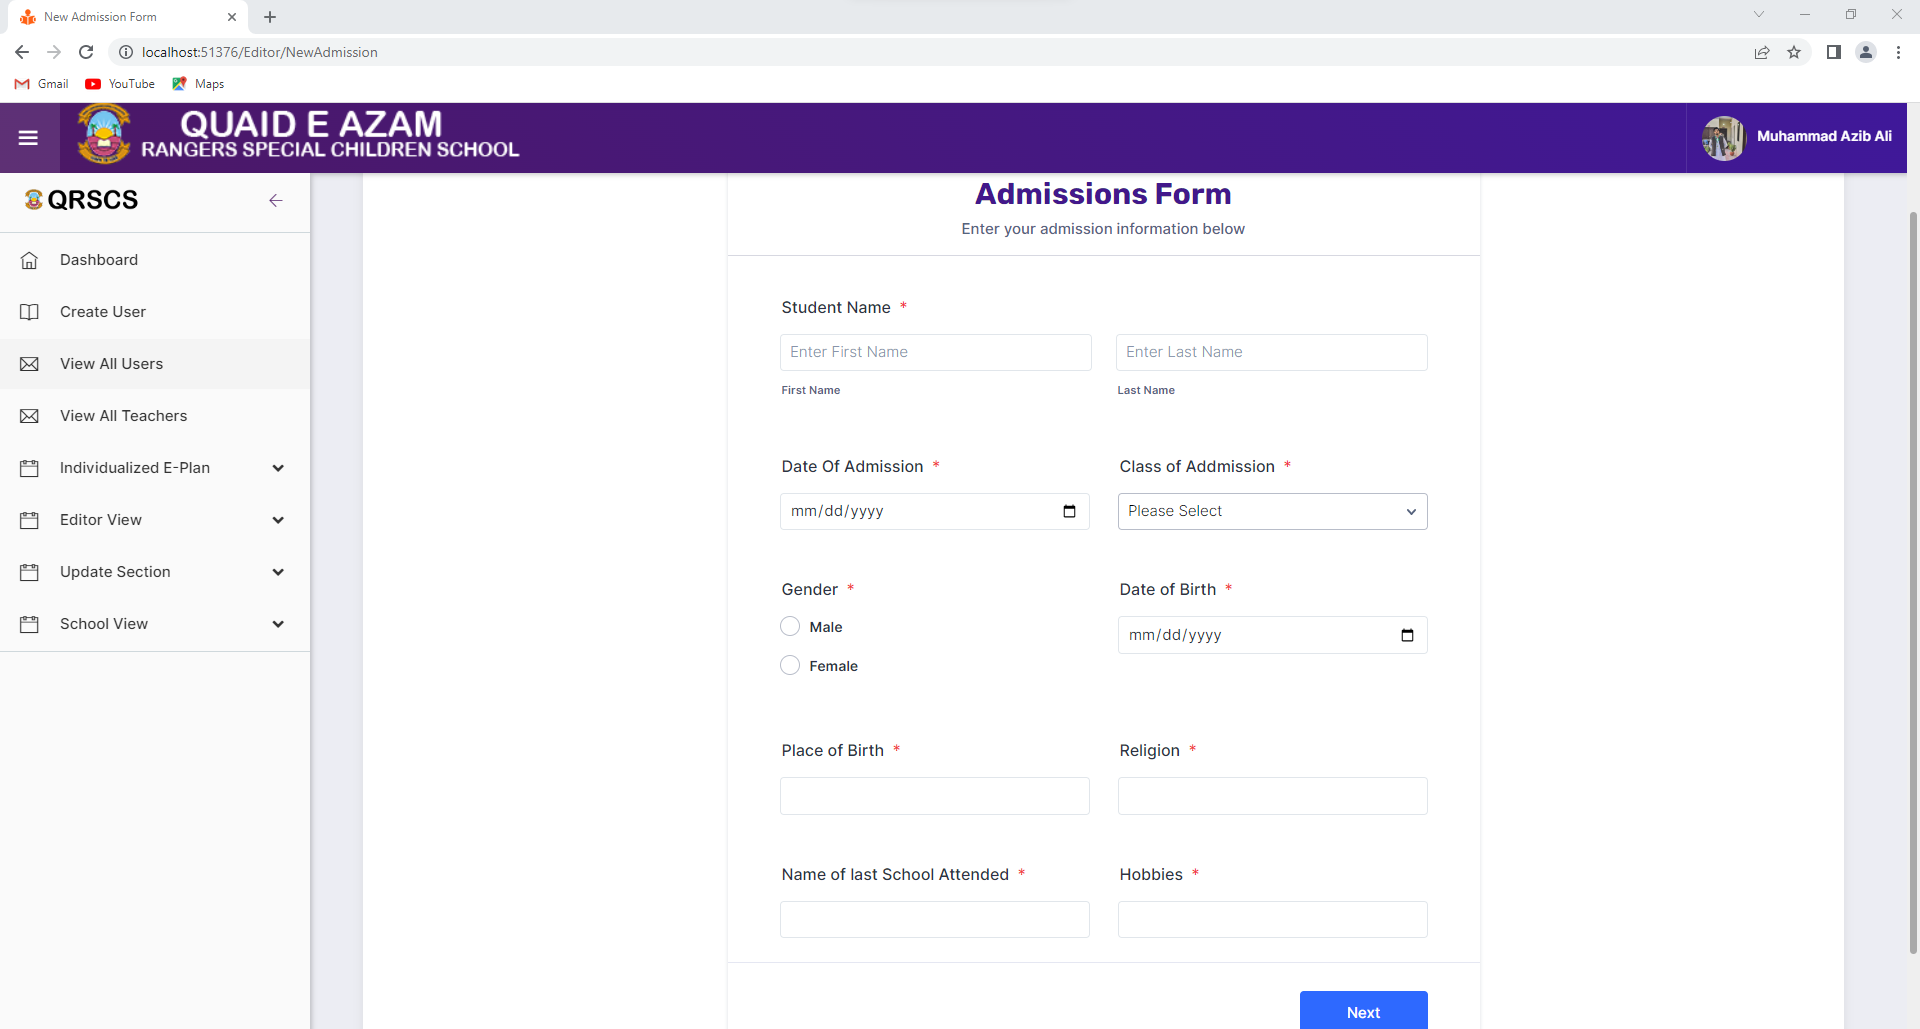 New Admission Form
localhost:51376/Editor/NewAdmission
Gmail YouTube Maps
QUAID E AZAM
RANGERS SPECIAL CHILDREN SCHOOL
Muhammad Azib Ali
QRSCS
Dashboard
Create User
View All Users
View All Teachers
Individualized E-Plan
Editor View
Update Section
School View
Admissions Form
Enter your admission information below
Student Name *
Enter First Name
Enter Last Name
First Name
Last Name
Date Of Admission *
Class of Addmission *
mm/dd/yyyy
Please Select
Gender *
Date of Birth *
Male
mm/dd/yyyy
Female
Place of Birth *
Religion *
Name of last School Attended *
Hobbies *
Next